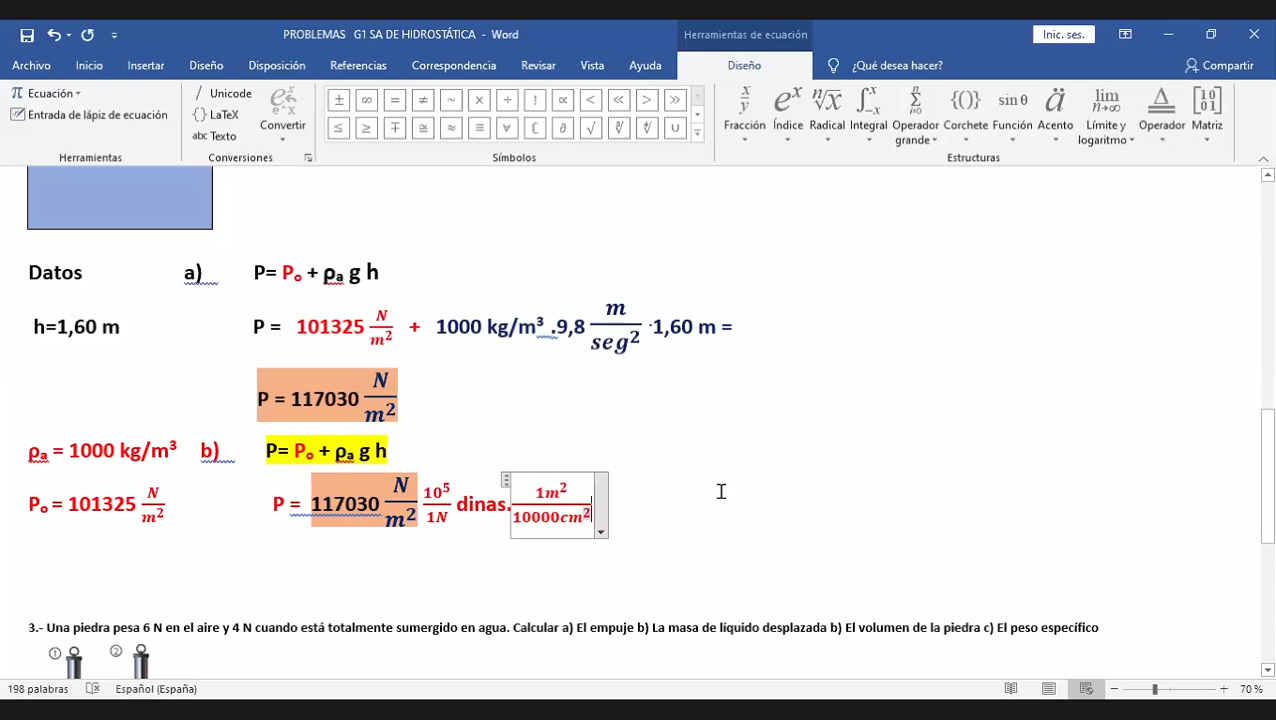 PROBLEMAS G1 SA DE HIDROSTÁTICA - Word
Herramientas de ecuación
Inic. ses.
Archivo Inicio Insertar Diseño Disposición Referencias Correspondencia Revisar Vista Ayuda Diseño ¿Qué desea hacer? Compartir
π Ecuación
Entrada de lápiz de ecuación
Herramientas
Unicode
LaTeX
abc Texto
Convertir
Conversiones
± ∞ = ≠ ~ × ÷ ! ∝ < ≪ > ≫
≤ ≥ ∓ ≅ ≈ ≡ ∀ ∁ ∂ √ ∛ ∜ ∪
Símbolos
Fracción Índice Radical Integral Operador grande Corchete Función Acento Límite y logaritmo Operador Matriz
Estructuras
Datos a) P= Pₒ + ρₐ g h
h=1,60 m P = 101325 N/m² + 1000 kg/m³ .9,8 m/seg² .1,60 m =
P = 117030 N/m²
ρₐ = 1000 kg/m³ b) P= Pₒ + ρₐ g h
Pₒ = 101325 N/m² P = 117030 N/m² 10⁵/1N dinas. 1m²/10000cm²
3.- Una piedra pesa 6 N en el aire y 4 N cuando está totalmente sumergido en agua. Calcular a) El empuje b) La masa de líquido desplazada b) El volumen de la piedra c) El peso específico
① ②
198 palabras Español (España) 70 %